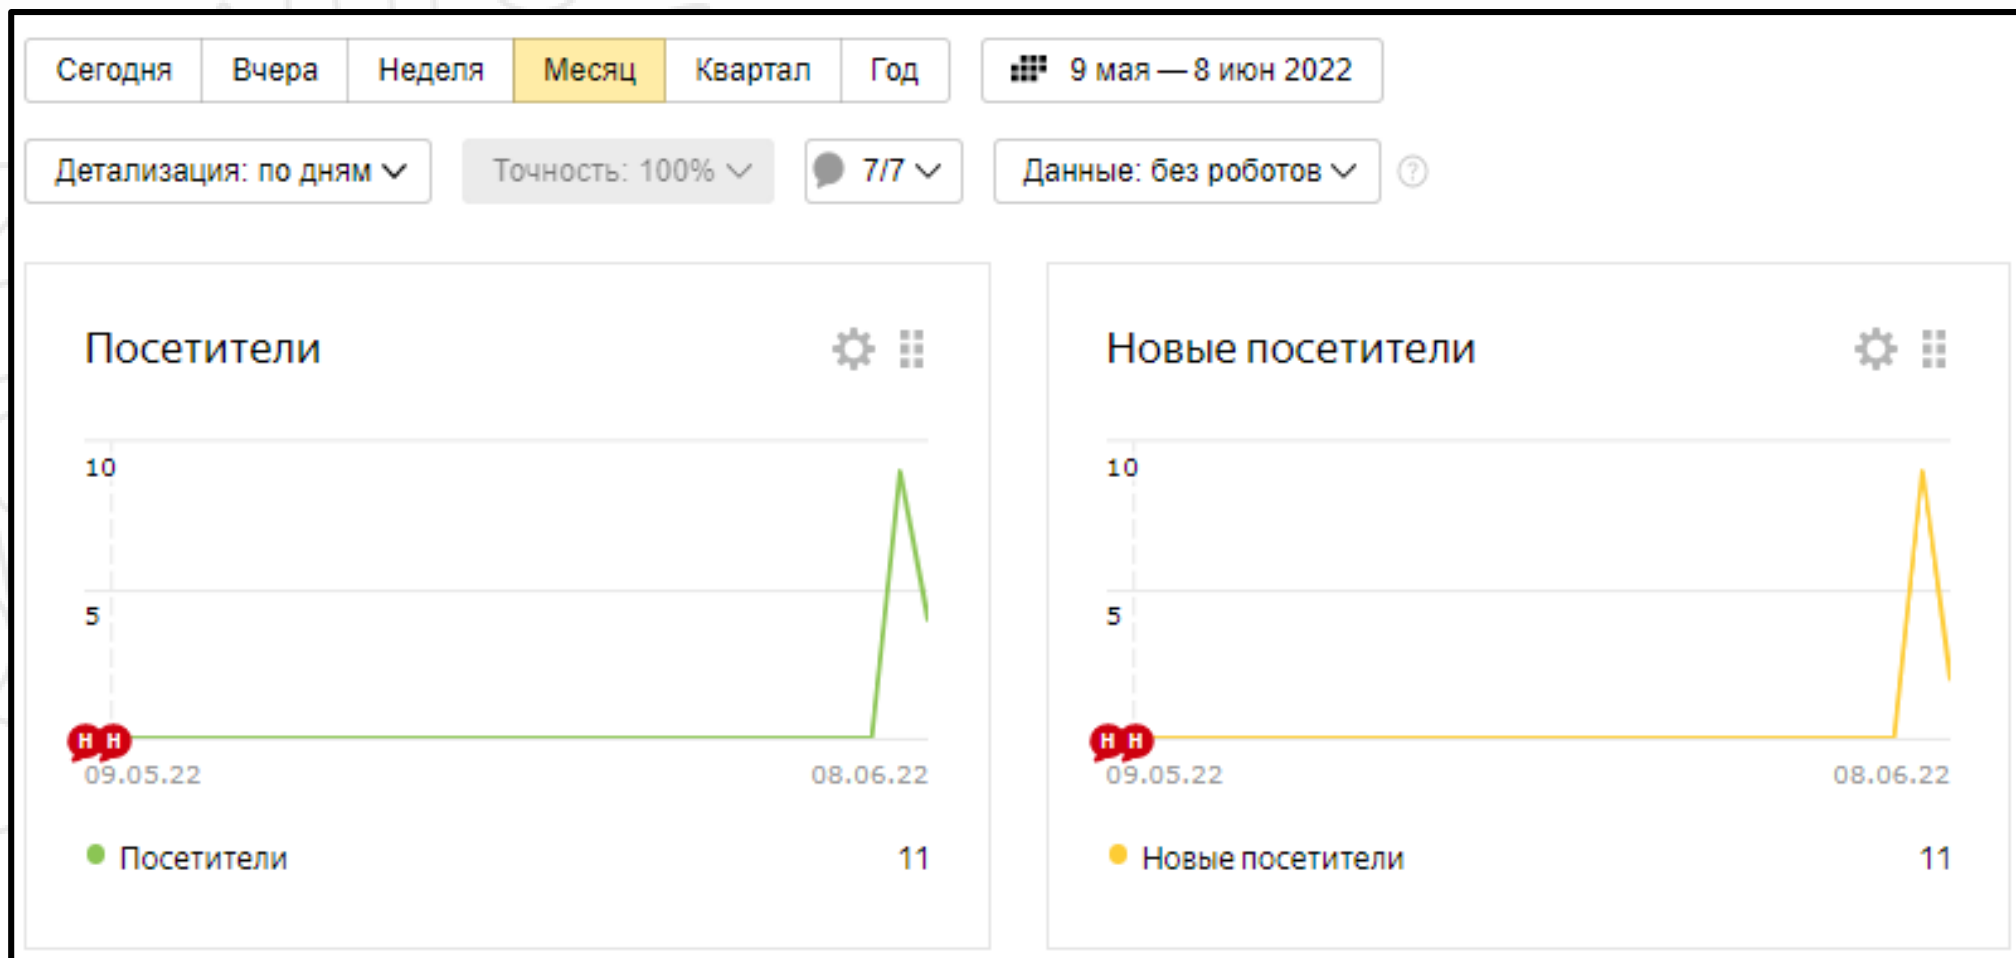 Сегодня Вчера Неделя Месяц Квартал Год 9 мая — 8 июн 2022
Детализация: по дням Точность: 100% 7/7 Данные: без роботов ?
Посетители
10
5
Н Н
09.05.22 08.06.22
Посетители 11
Новые посетители
10
5
Н Н
09.05.22 08.06.22
Новые посетители 11